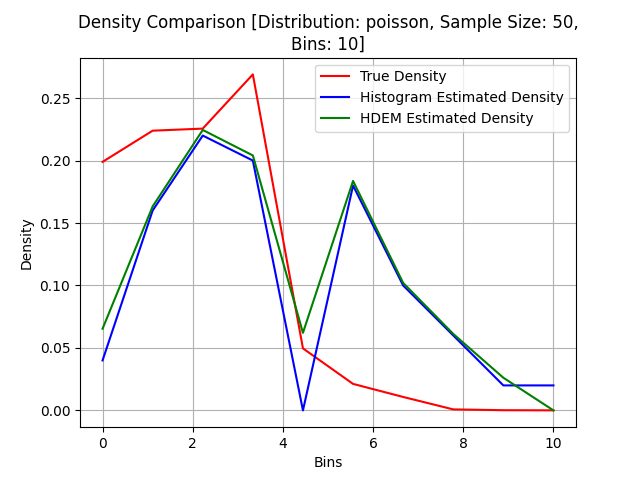 Density Comparison [Distribution: poisson, Sample Size: 50,
Bins: 10]
True Density
Histogram Estimated Density
HDEM Estimated Density
Density
0.25
0.20
0.15
0.10
0.05
0.00
0 2 4 6 8 10
Bins